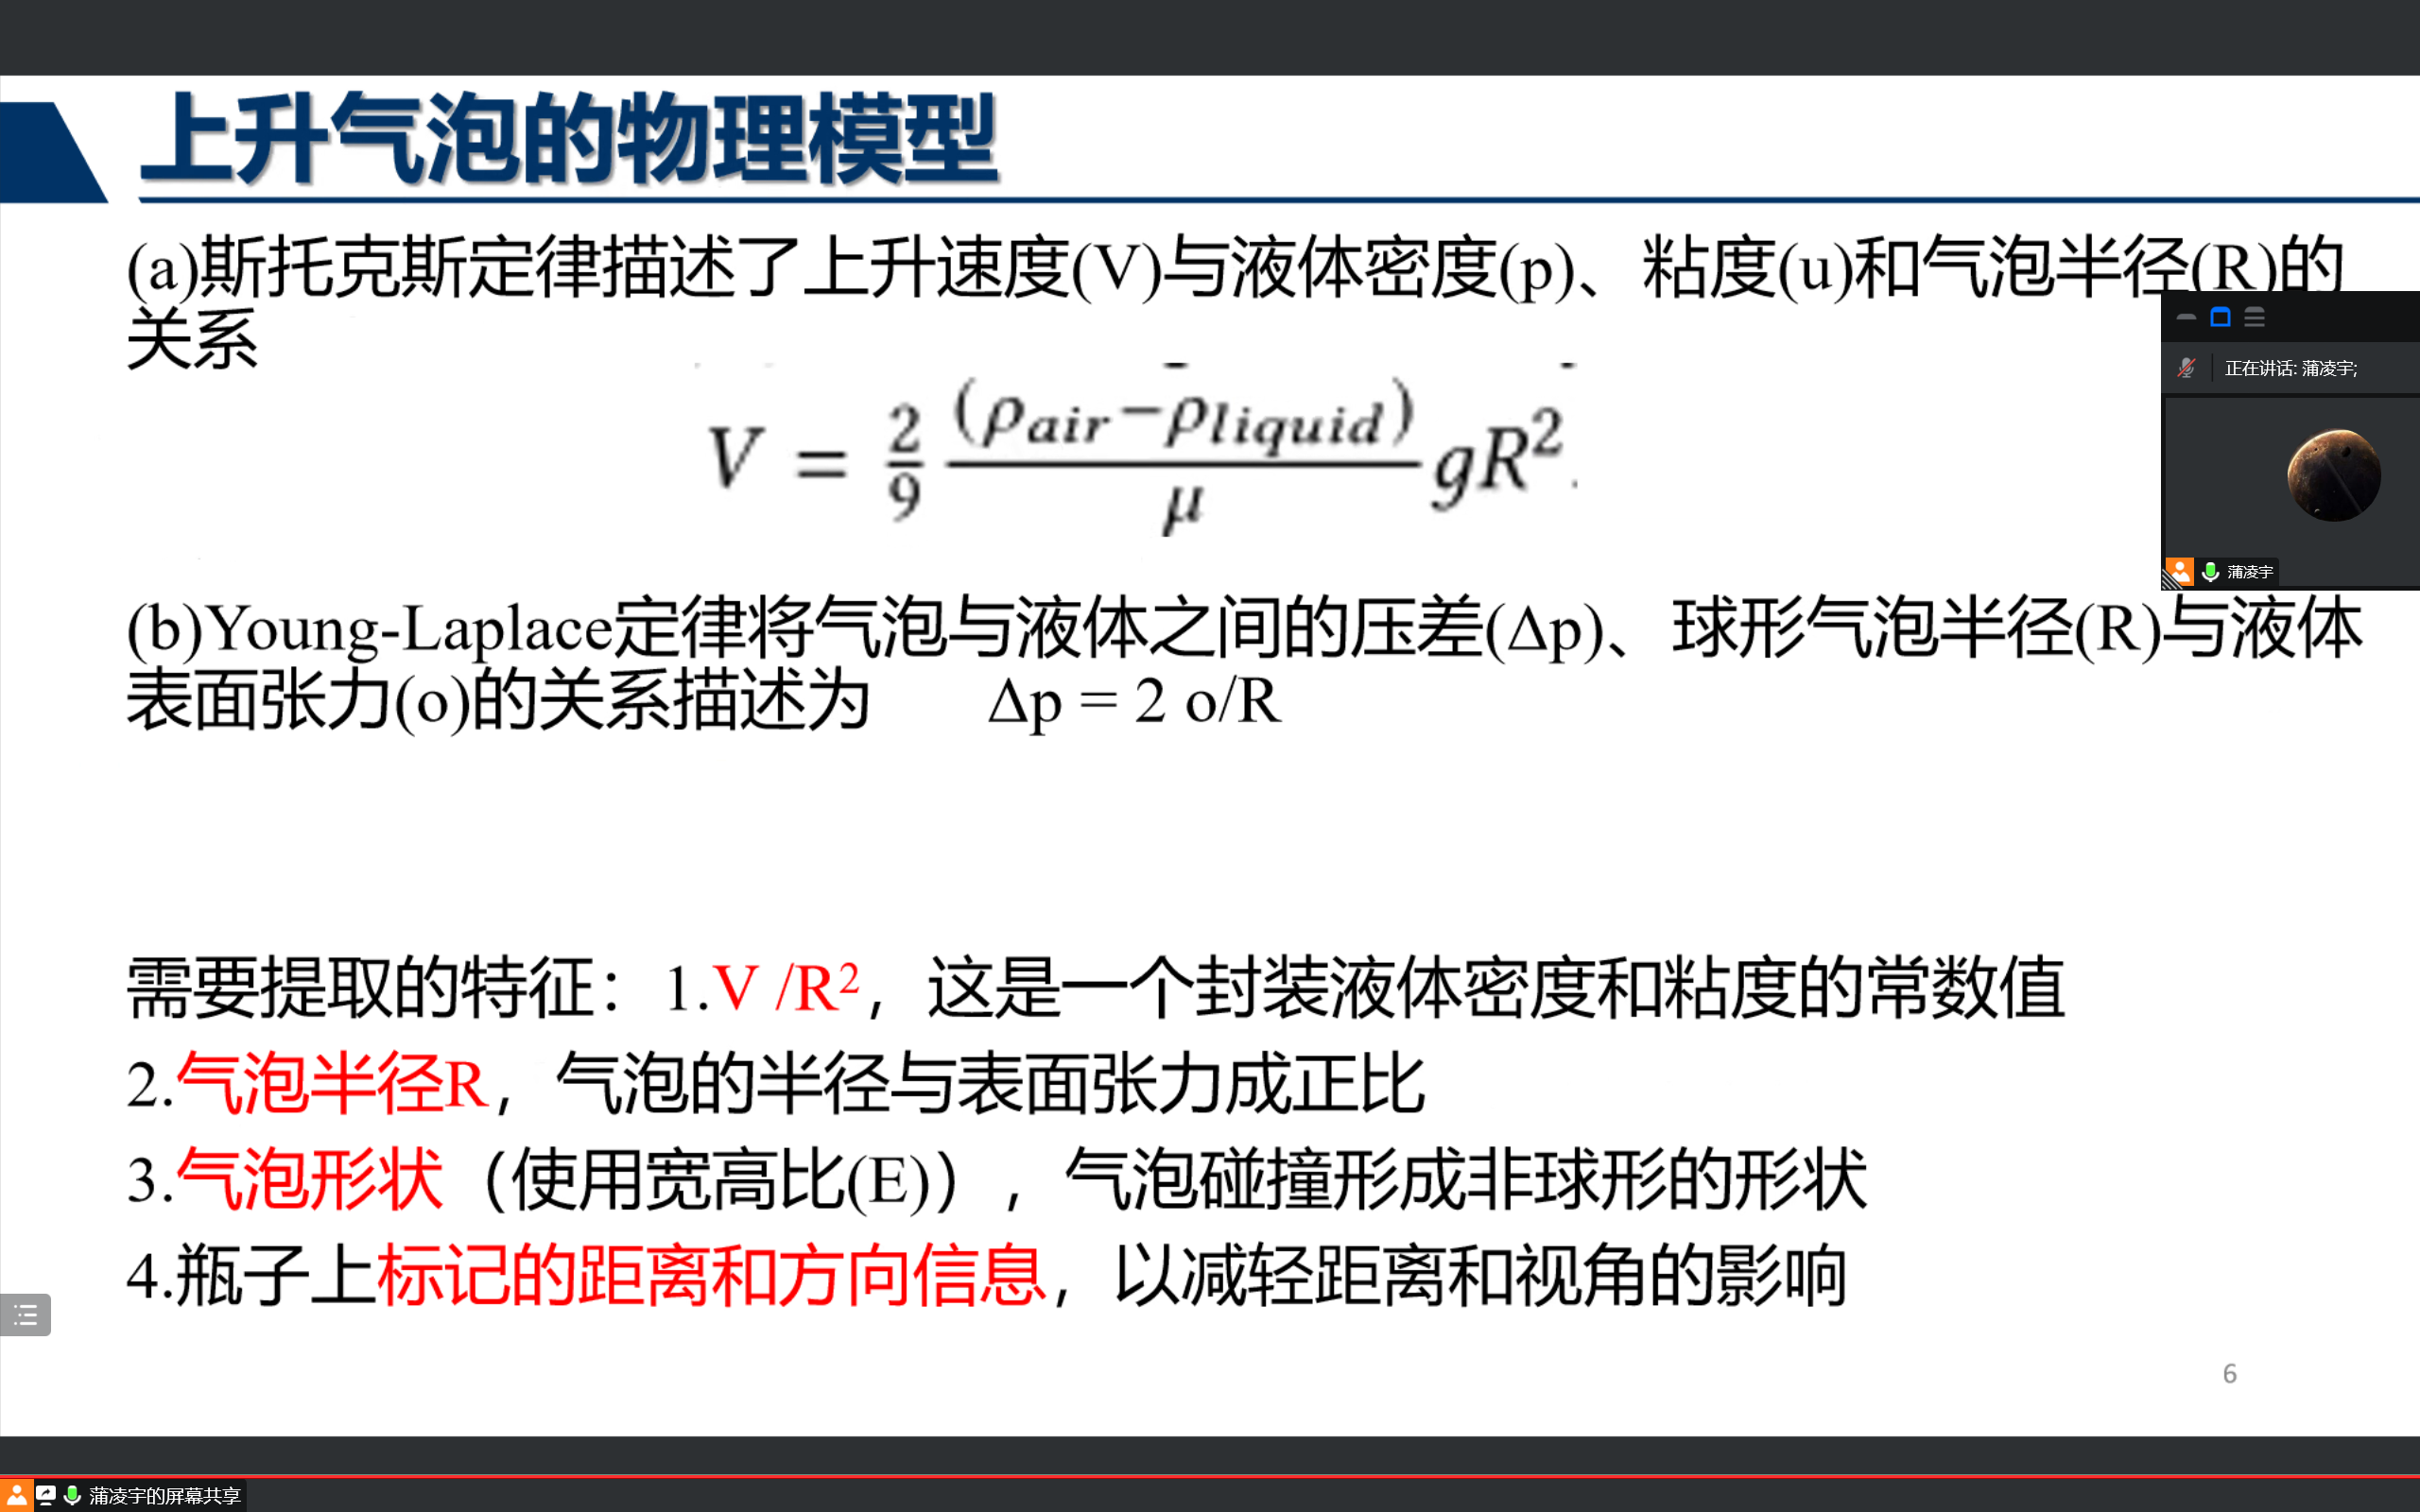 上升气泡的物理模型
(a)斯托克斯定律描述了上升速度(V)与液体密度(p)、粘度(u)和气泡半径(R)的
关系
V = 2/9 (ρair−ρliquid)/μ gR².
正在讲话: 蒲凌宇;
蒲凌宇
(b)Young-Laplace定律将气泡与液体之间的压差(Δp)、球形气泡半径(R)与液体
表面张力(o)的关系描述为 Δp = 2 o/R
需要提取的特征：1.V /R²，这是一个封装液体密度和粘度的常数值
2.气泡半径R，气泡的半径与表面张力成正比
3.气泡形状（使用宽高比(E)），气泡碰撞形成非球形的形状
4.瓶子上标记的距离和方向信息，以减轻距离和视角的影响
6
蒲凌宇的屏幕共享